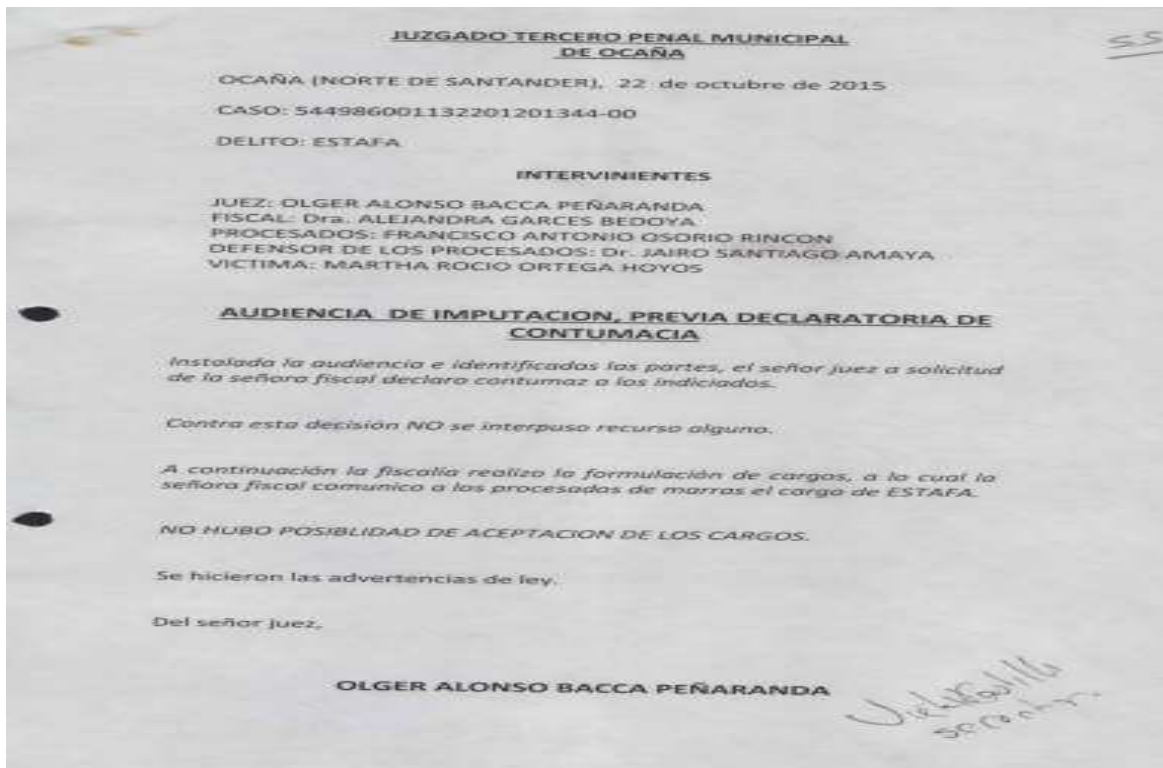 JUZGADO TERCERO PENAL MUNICIPAL
DE OCAÑA
55
OCAÑA (NORTE DE SANTANDER), 22 de octubre de 2015
CASO: 544986001132201201344-00
DELITO: ESTAFA
INTERVINIENTES
JUEZ: OLGER ALONSO BACCA PEÑARANDA
FISCAL: Dra. ALEJANDRA GARCES BEDOYA
PROCESADOS: FRANCISCO ANTONIO OSORIO RINCON
DEFENSOR DE LOS PROCESADOS: Dr. JAIRO SANTIAGO AMAYA
VICTIMA: MARTHA ROCIO ORTEGA HOYOS
AUDIENCIA DE IMPUTACION, PREVIA DECLARATORIA DE
CONTUMACIA
Instalada la audiencia e identificadas las partes, el señor juez a solicitud
de la señora fiscal declara contumaz a los indiciados.
Contra esta decisión NO se interpuso recurso alguno.
A continuación la fiscalía realizo la formulación de cargos, a lo cual la
señora fiscal comunico a los procesados de marras el cargo de ESTAFA.
NO HUBO POSIBLIDAD DE ACEPTACION DE LOS CARGOS.
Se hicieron las advertencias de ley.
Del señor juez,
OLGER ALONSO BACCA PEÑARANDA